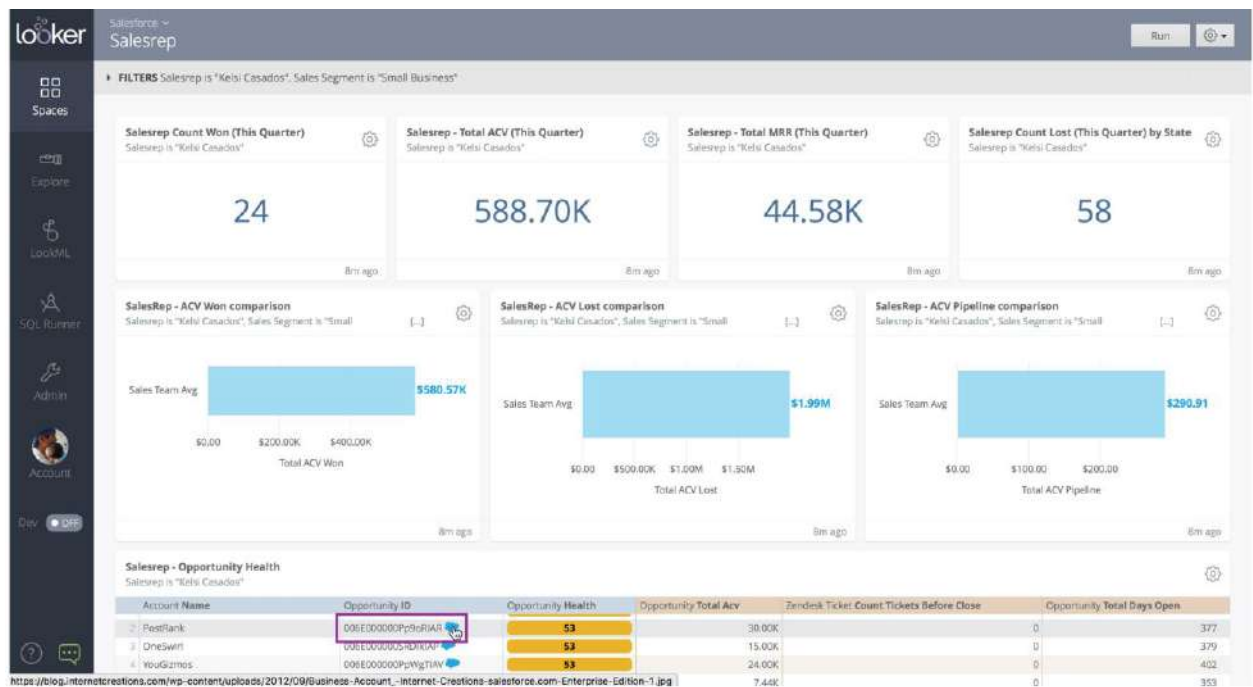 looker
Salesforce
Salesrep
Run
FILTERS Salesrep is "Kelsi Casados", Sales Segment is "Small Business"
Spaces
Explore
LookML
SQL Runner
Admin
Account
Dev OFF
Salesrep Count Won (This Quarter)
Salesrep is "Kelsi Casados"
24
8m ago
Salesrep - Total ACV (This Quarter)
Salesrep is "Kelsi Casados"
588.70K
8m ago
Salesrep - Total MRR (This Quarter)
Salesrep is "Kelsi Casados"
44.58K
8m ago
Salesrep Count Lost (This Quarter) by State
Salesrep is "Kelsi Casados"
58
8m ago
SalesRep - ACV Won comparison
Salesrep is "Kelsi Casados", Sales Segment is "Small [...]
Sales Team Avg
$580.57K
$0.00 $200.00K $400.00K
Total ACV Won
8m ago
SalesRep - ACV Lost comparison
Salesrep is "Kelsi Casados", Sales Segment is "Small [...]
Sales Team Avg
$1.99M
$0.00 $500.00K $1.00M $1.50M
Total ACV Lost
8m ago
SalesRep - ACV Pipeline comparison
Salesrep is "Kelsi Casados", Sales Segment is "Small [...]
Sales Team Avg
$290.91
$0.00 $100.00 $200.00
Total ACV Pipeline
8m ago
Salesrep - Opportunity Health
Salesrep is "Kelsi Casados"
Account Name Opportunity ID Opportunity Health Opportunity Total Acv Zendesk Ticket Count Tickets Before Close Opportunity Total Days Open
2 PostRank 006E000000Pp9oRIAR 53 30.00K 0 377
3 OneSwirl 53 15.00K 0 379
4 YouGizmos 006E000000PpWgTIAV 53 24.00K 0 402
7.44K 0 353
https://blog.internetcreations.com/wp-content/uploads/2012/09/Business-Account_-Internet-Creations-salesforce.com-Enterprise-Edition-1.jpg